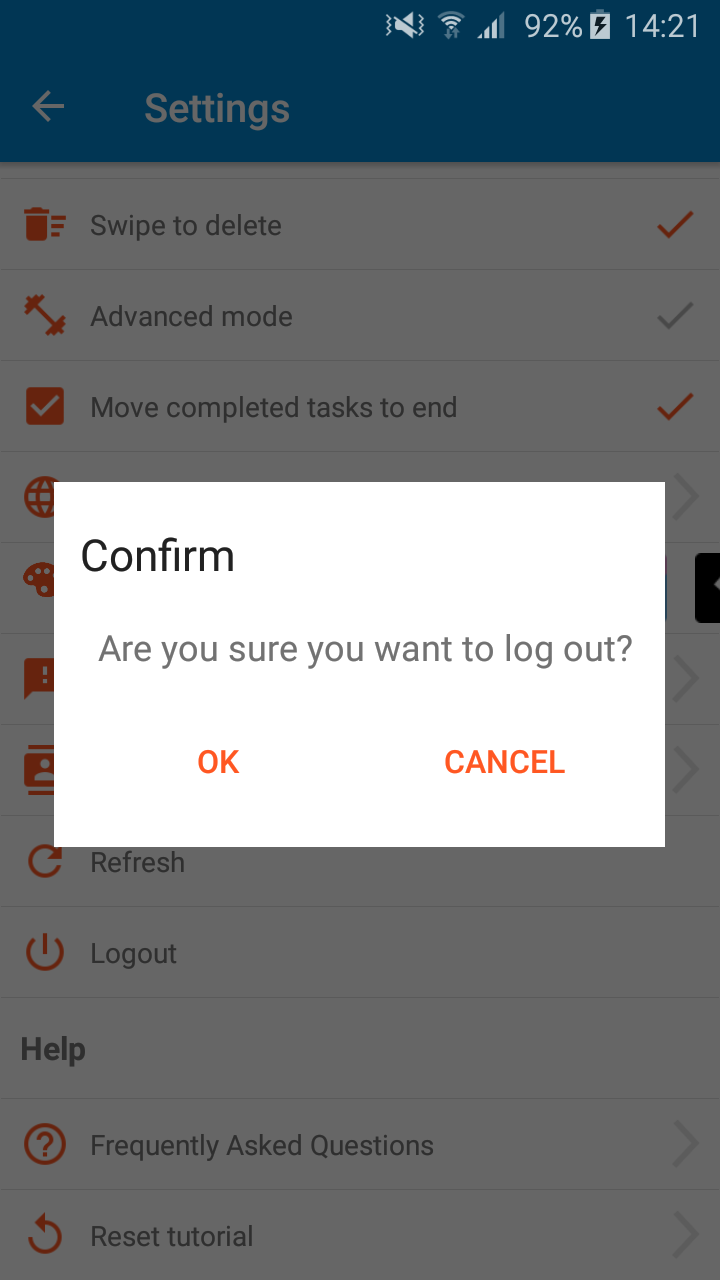 92% 14:21
Settings
Swipe to delete
Advanced mode
Move completed tasks to end
Confirm
Are you sure you want to log out?
OK CANCEL
Refresh
Logout
Help
Frequently Asked Questions
Reset tutorial